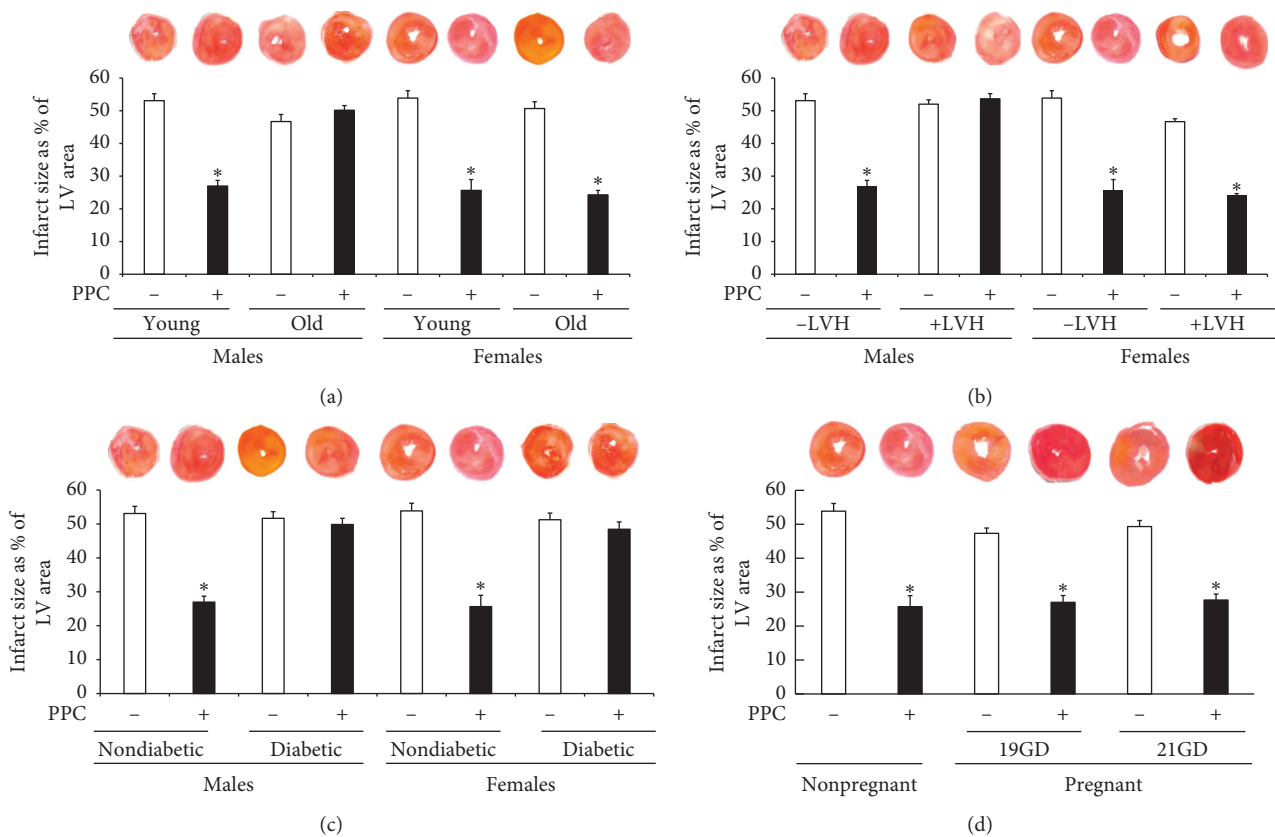 60
50
40
30
20
10
0
Infarct size as % of
LV area
* * *
PPC – + – + – + – +
Young Old Young Old
Males Females
(a)
60
50
40
30
20
10
0
Infarct size as % of
LV area
* * *
PPC – + – + – + – +
–LVH +LVH –LVH +LVH
Males Females
(b)
60
50
40
30
20
10
0
Infarct size as % of
LV area
* *
PPC – + – + – + – +
Nondiabetic Diabetic Nondiabetic Diabetic
Males Females
(c)
60
50
40
30
20
10
0
Infarct size as % of
LV area
* * *
PPC – + – + – +
19GD 21GD
Nonpregnant Pregnant
(d)